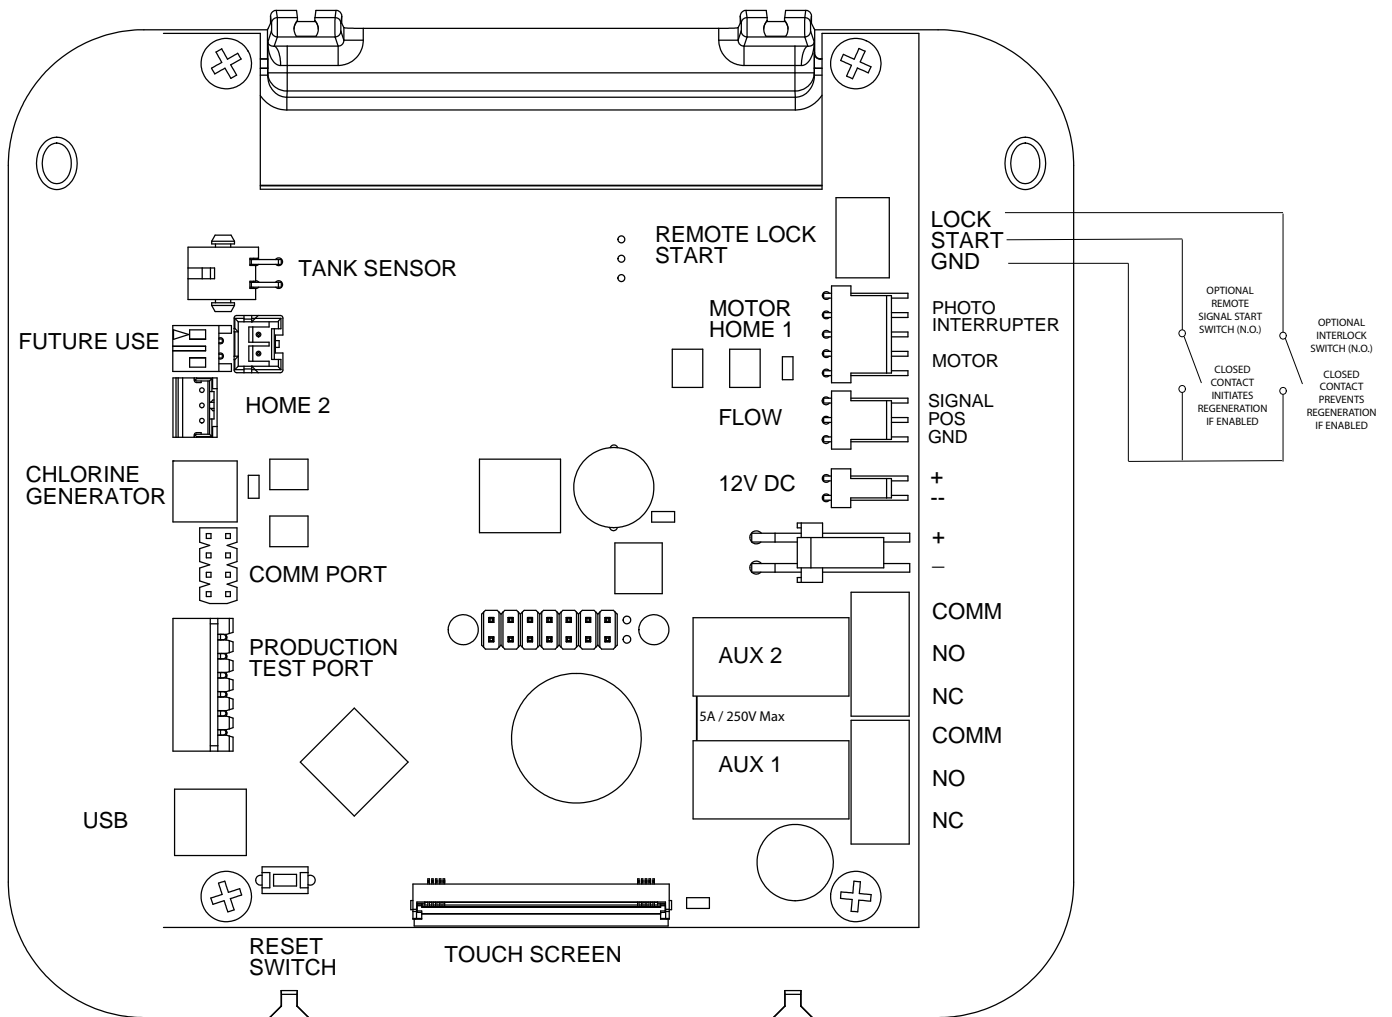 LOCK
START
GND
REMOTE LOCK
START
TANK SENSOR
MOTOR
HOME 1
PHOTO
INTERRUPTER
MOTOR
OPTIONAL
REMOTE
SIGNAL START
SWITCH (N.O.)
CLOSED
CONTACT
INITIATES
REGENERATION
IF ENABLED
OPTIONAL
INTERLOCK
SWITCH (N.O.)
CLOSED
CONTACT
PREVENTS
REGENERATION
IF ENABLED
FUTURE USE
HOME 2
FLOW
SIGNAL
POS
GND
CHLORINE
GENERATOR
12V DC
+
--
+
–
COMM PORT
PRODUCTION
TEST PORT
AUX 2
COMM
NO
NC
5A / 250V Max
AUX 1
COMM
NO
NC
USB
RESET
SWITCH
TOUCH SCREEN